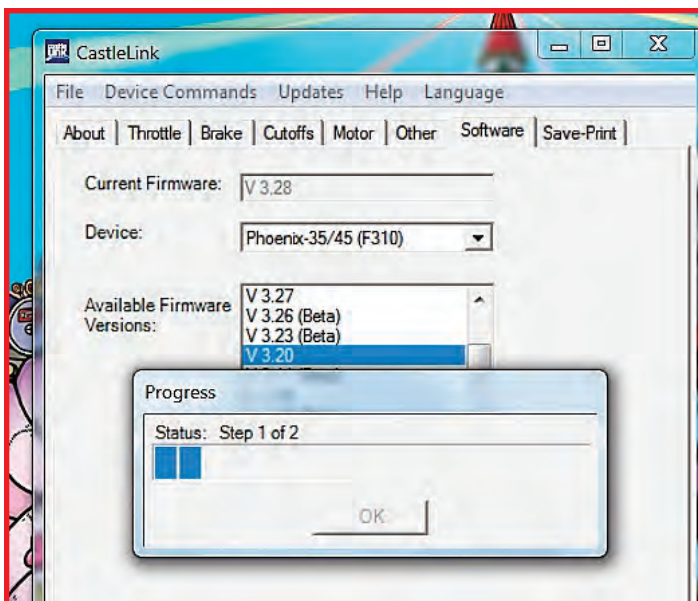 CastleLink
File Device Commands Updates Help Language
About Throttle Brake Cutoffs Motor Other Software Save-Print
Current Firmware: V 3.28
Device: Phoenix-35/45 (F310)
Available Firmware Versions:
V 3.27
V 3.26 (Beta)
V 3.23 (Beta)
V 3.20
Progress
Status: Step 1 of 2
OK